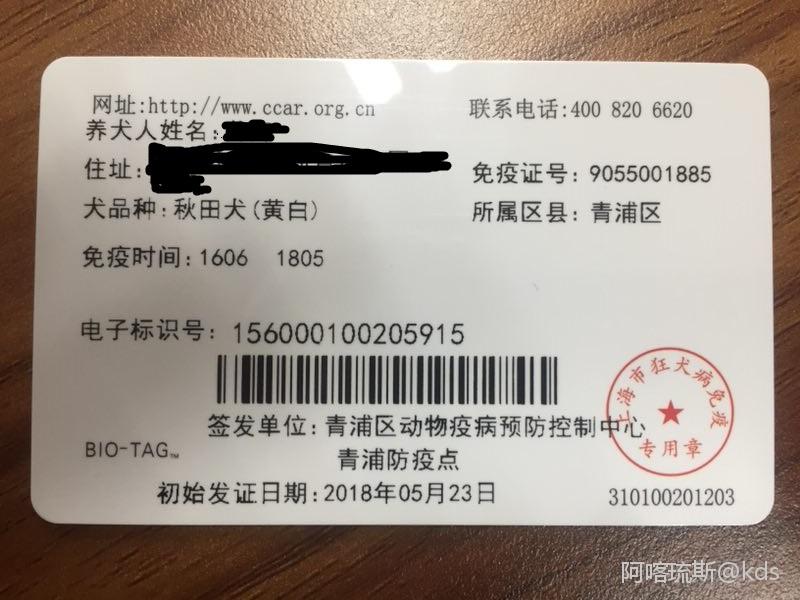 网址:http://www.ccar.org.cn 联系电话:400 820 6620
养犬人姓名:
住址: 免疫证号: 9055001885
犬品种: 秋田犬(黄白) 所属区县: 青浦区
免疫时间: 1606 1805
电子标识号: 156000100205915
上海市狂犬病免疫
专用章
签发单位: 青浦区动物疫病预防控制中心
BIO-TAG™
青浦防疫点
初始发证日期: 2018年05月23日
310100201203
阿喀琉斯@kds